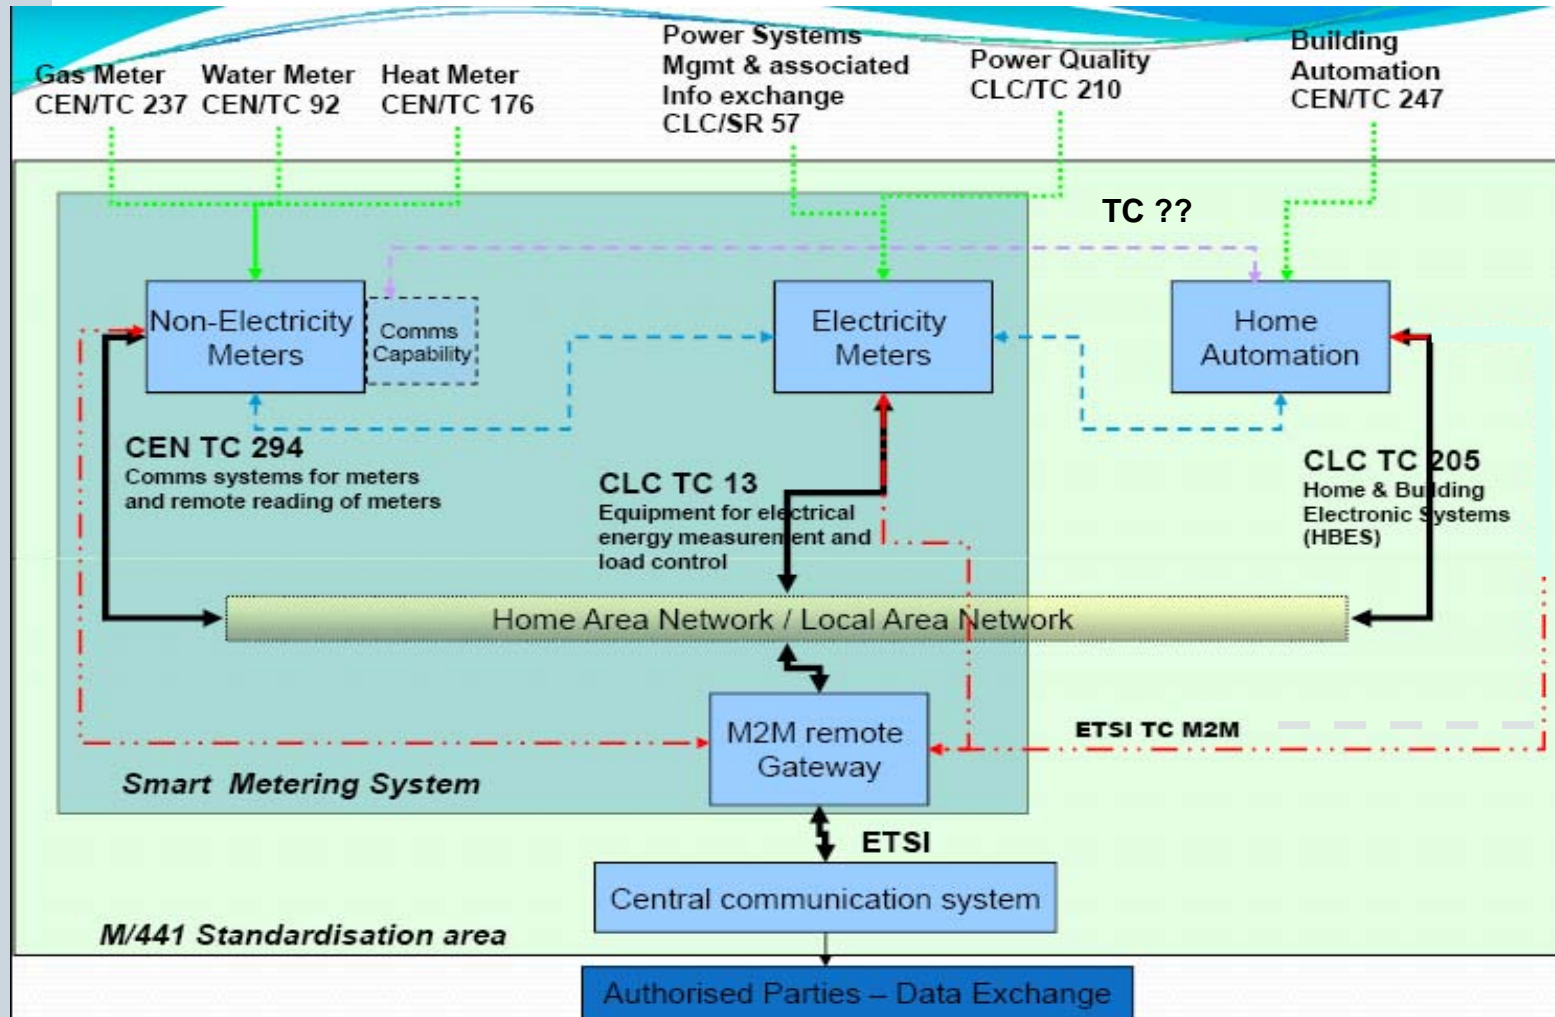 Gas Meter
CEN/TC 237
Water Meter
CEN/TC 92
Heat Meter
CEN/TC 176
Power Systems
Mgmt & associated
Info exchange
CLC/SR 57
Power Quality
CLC/TC 210
Building
Automation
CEN/TC 247
TC ??
Non-Electricity
Meters
Comms
Capability
Electricity
Meters
Home
Automation
CEN TC 294
Comms systems for meters
and remote reading of meters
CLC TC 13
Equipment for electrical
energy measurement and
load control
CLC TC 205
Home & Building
Electronic Systems
(HBES)
Home Area Network / Local Area Network
M2M remote
Gateway
ETSI TC M2M
Smart Metering System
ETSI
Central communication system
M/441 Standardisation area
Authorised Parties – Data Exchange